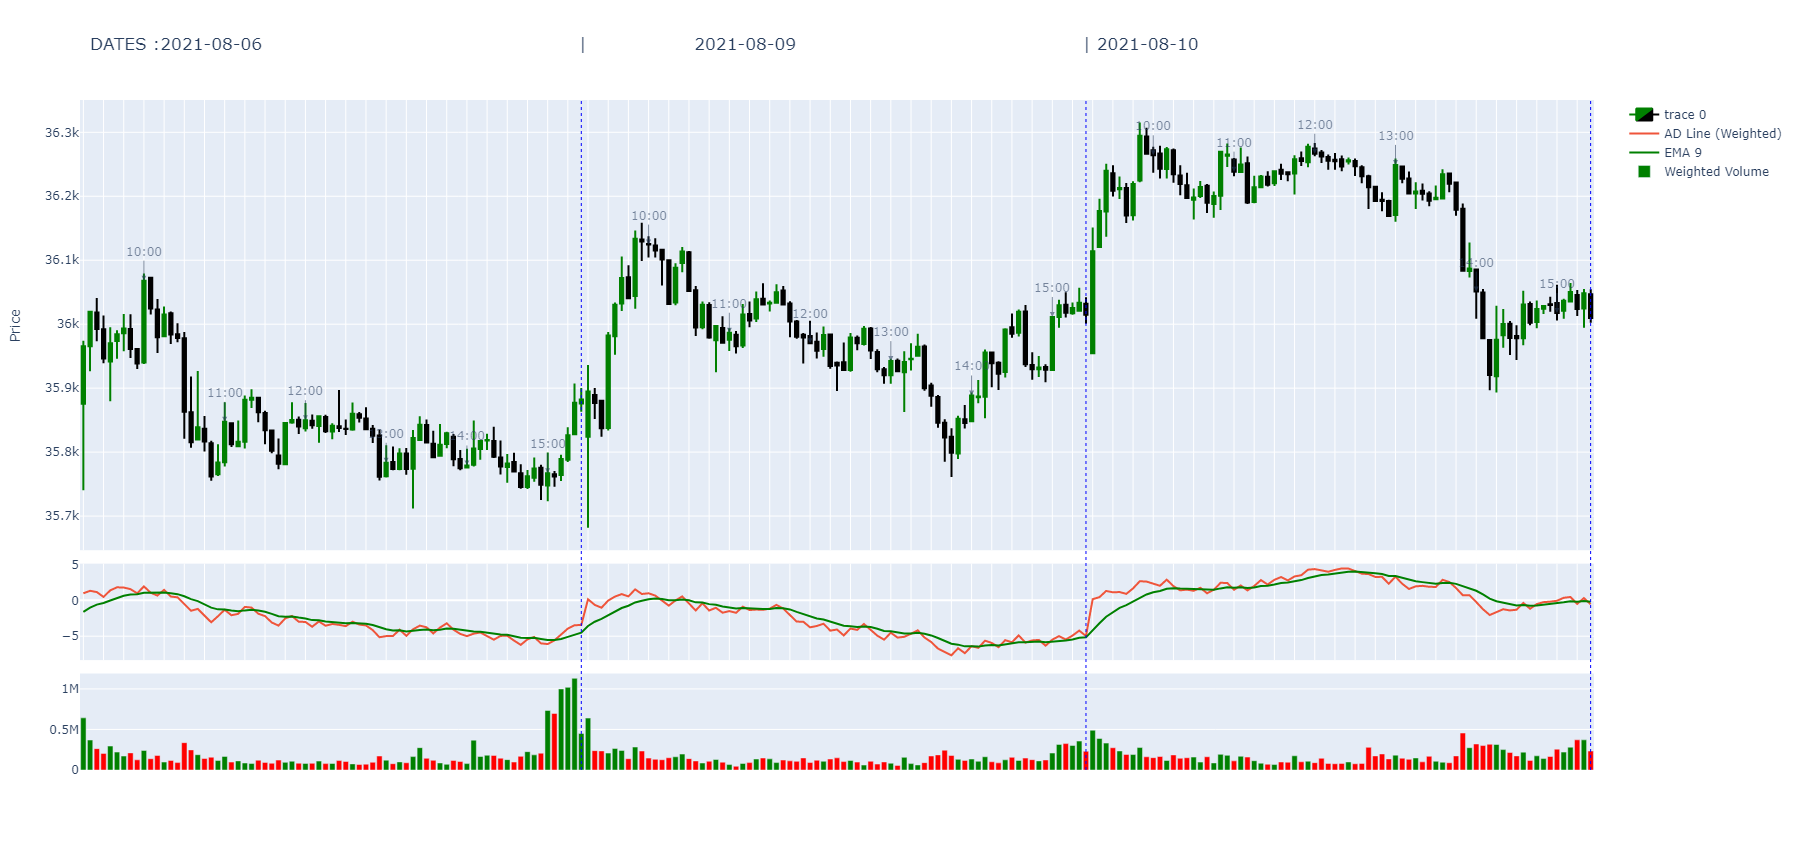 DATES :2021-08-06 | 2021-08-09 | 2021-08-10
36.3k
36.2k
36.1k
36k
35.9k
35.8k
35.7k
Price
10:00
11:00
12:00
14:00
15:00
10:00
11:00
12:00
13:00
14:00
15:00
10:00
11:00
12:00
13:00
15:00
trace 0
AD Line (Weighted)
EMA 9
Weighted Volume
5
0
−5
1M
0.5M
0